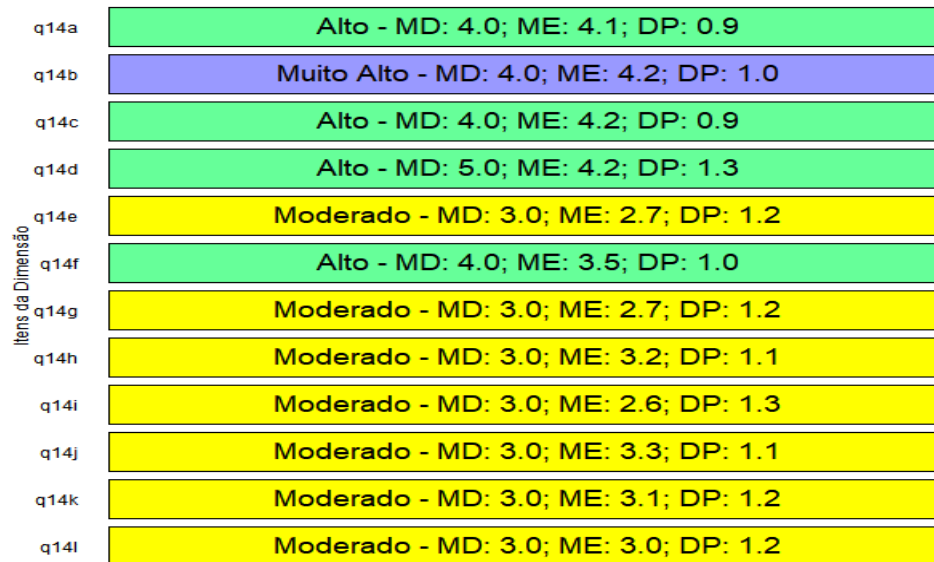 Itens da Dimensão
q14a Alto - MD: 4.0; ME: 4.1; DP: 0.9
q14b Muito Alto - MD: 4.0; ME: 4.2; DP: 1.0
q14c Alto - MD: 4.0; ME: 4.2; DP: 0.9
q14d Alto - MD: 5.0; ME: 4.2; DP: 1.3
q14e Moderado - MD: 3.0; ME: 2.7; DP: 1.2
q14f Alto - MD: 4.0; ME: 3.5; DP: 1.0
q14g Moderado - MD: 3.0; ME: 2.7; DP: 1.2
q14h Moderado - MD: 3.0; ME: 3.2; DP: 1.1
q14i Moderado - MD: 3.0; ME: 2.6; DP: 1.3
q14j Moderado - MD: 3.0; ME: 3.3; DP: 1.1
q14k Moderado - MD: 3.0; ME: 3.1; DP: 1.2
q14l Moderado - MD: 3.0; ME: 3.0; DP: 1.2